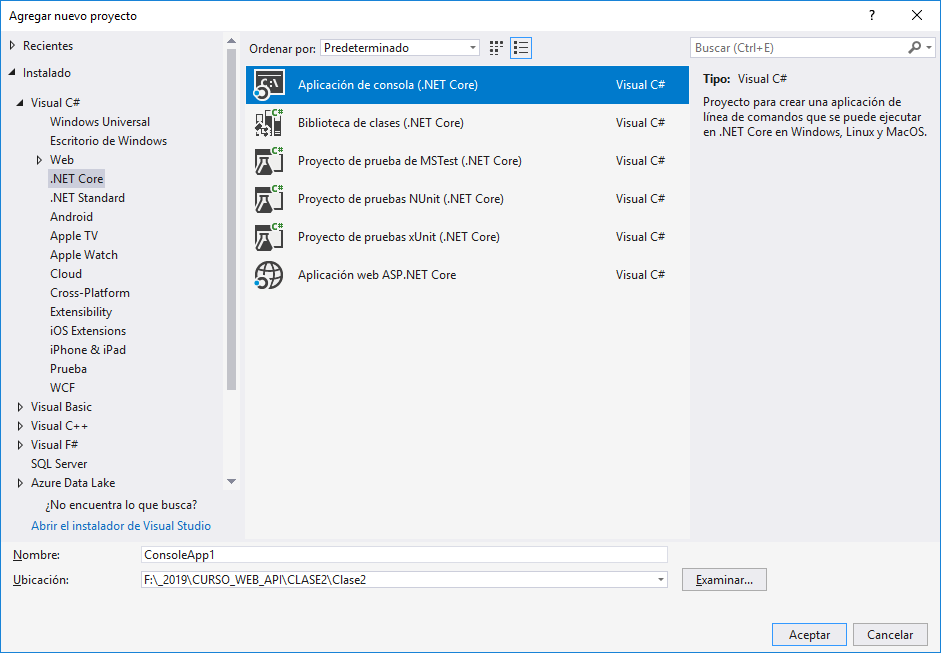 Agregar nuevo proyecto
?
Recientes
Instalado
Visual C#
Windows Universal
Escritorio de Windows
Web
.NET Core
.NET Standard
Android
Apple TV
Apple Watch
Cloud
Cross-Platform
Extensibility
iOS Extensions
iPhone & iPad
Prueba
WCF
Visual Basic
Visual C++
Visual F#
SQL Server
Azure Data Lake
¿No encuentra lo que busca?
Abrir el instalador de Visual Studio
Ordenar por: Predeterminado
Aplicación de consola (.NET Core) Visual C#
Biblioteca de clases (.NET Core) Visual C#
Proyecto de prueba de MSTest (.NET Core) Visual C#
Proyecto de pruebas NUnit (.NET Core) Visual C#
Proyecto de pruebas xUnit (.NET Core) Visual C#
Aplicación web ASP.NET Core Visual C#
Buscar (Ctrl+E)
Tipo: Visual C#
Proyecto para crear una aplicación de
línea de comandos que se puede ejecutar
en .NET Core en Windows, Linux y MacOS.
Nombre: ConsoleApp1
Ubicación: F:\_2019\CURSO_WEB_API\CLASE2\Clase2
Examinar...
Aceptar Cancelar